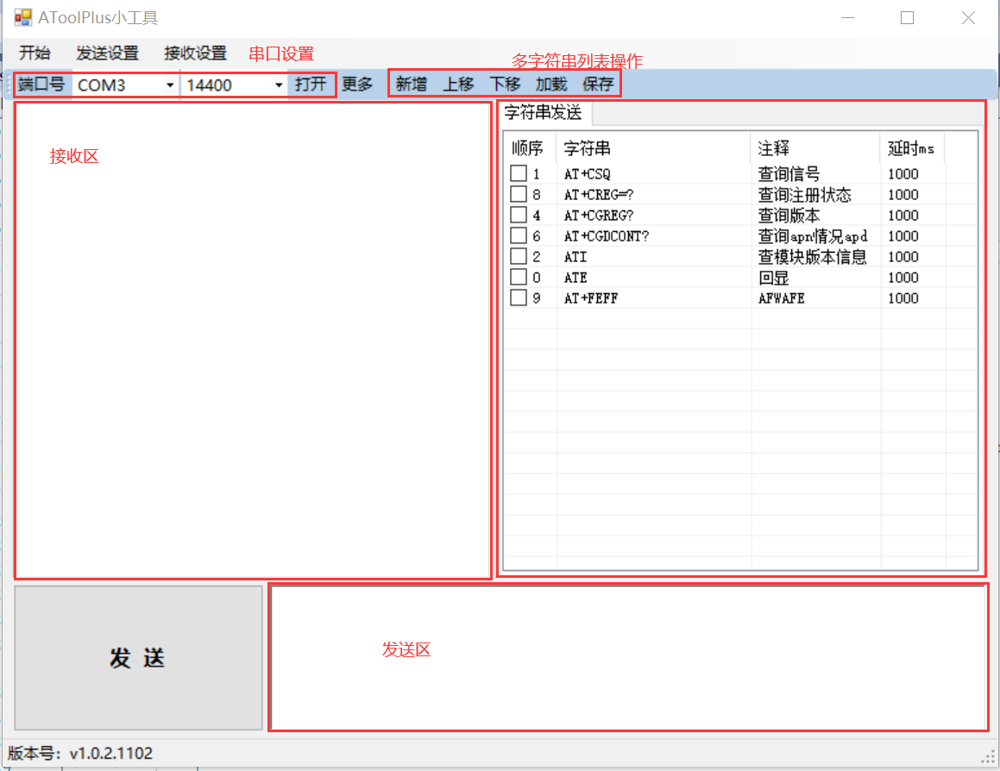 AToolPlus小工具
开始 发送设置 接收设置 串口设置
多字符串列表操作
端口号 COM3 14400 打开 更多 新增 上移 下移 加载 保存
接收区
字符串发送
顺序 字符串 注释 延时ms
1 AT+CSQ 查询信号 1000
8 AT+CREG=? 查询注册状态 1000
4 AT+CGREG? 查询版本 1000
6 AT+CGDCONT? 查询apn情况apd 1000
2 ATI 查模块版本信息 1000
0 ATE 回显 1000
9 AT+FEFF AFWAFE 1000
发 送
发送区
版本号: v1.0.2.1102